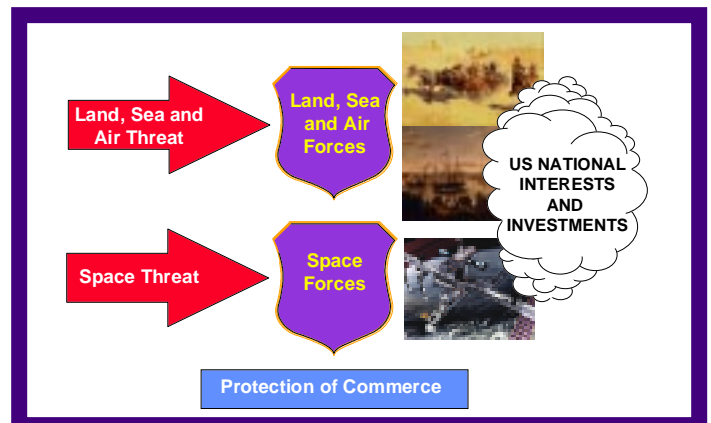 Land, Sea and
Air Threat
Land, Sea
and Air
Forces
US NATIONAL
INTERESTS
AND
INVESTMENTS
Space Threat
Space
Forces
Protection of Commerce